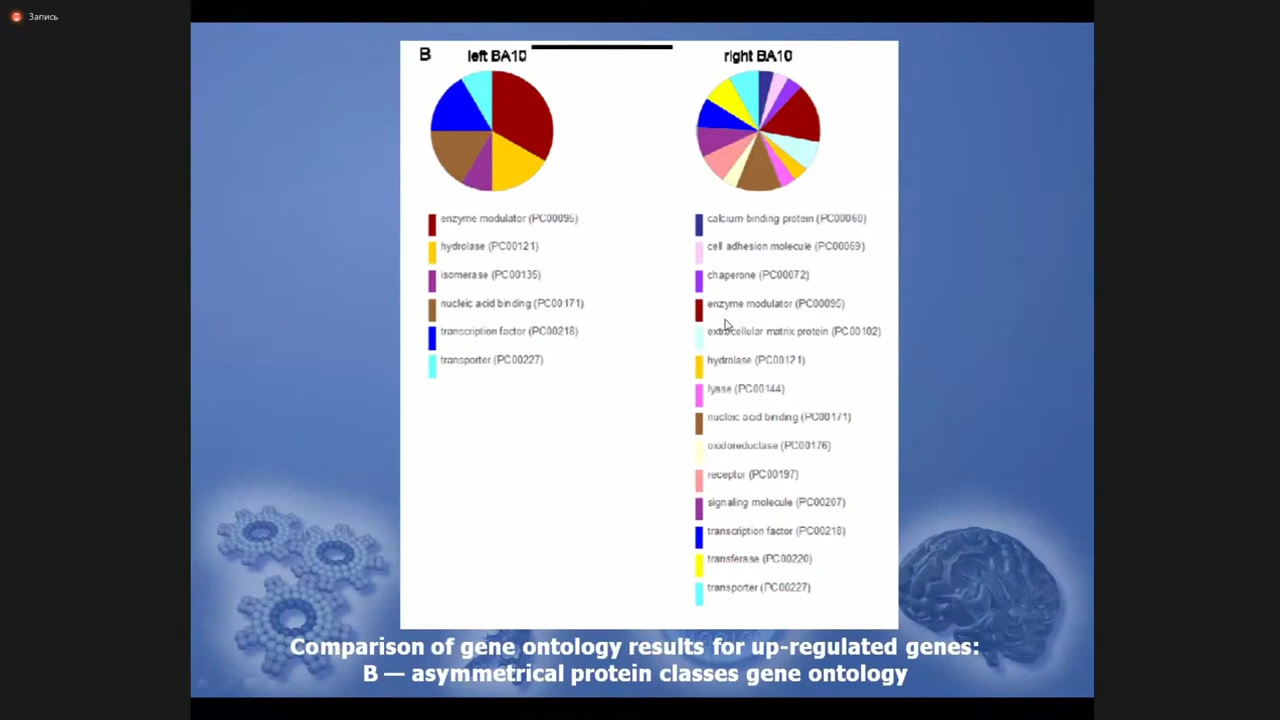 Запись
B
left BA10
right BA10
enzyme modulator (PC00095)
hydrolase (PC00121)
isomerase (PC00135)
nucleic acid binding (PC00171)
transcription factor (PC00218)
transporter (PC00227)
calcium-binding protein (PC00060)
cell adhesion molecule (PC00069)
chaperone (PC00072)
enzyme modulator (PC00095)
extracellular matrix protein (PC00102)
hydrolase (PC00121)
lyase (PC00144)
nucleic acid binding (PC00171)
oxidoreductase (PC00176)
receptor (PC00197)
signaling molecule (PC00207)
transcription factor (PC00218)
transferase (PC00220)
transporter (PC00227)
Comparison of gene ontology results for up-regulated genes:
B — asymmetrical protein classes gene ontology